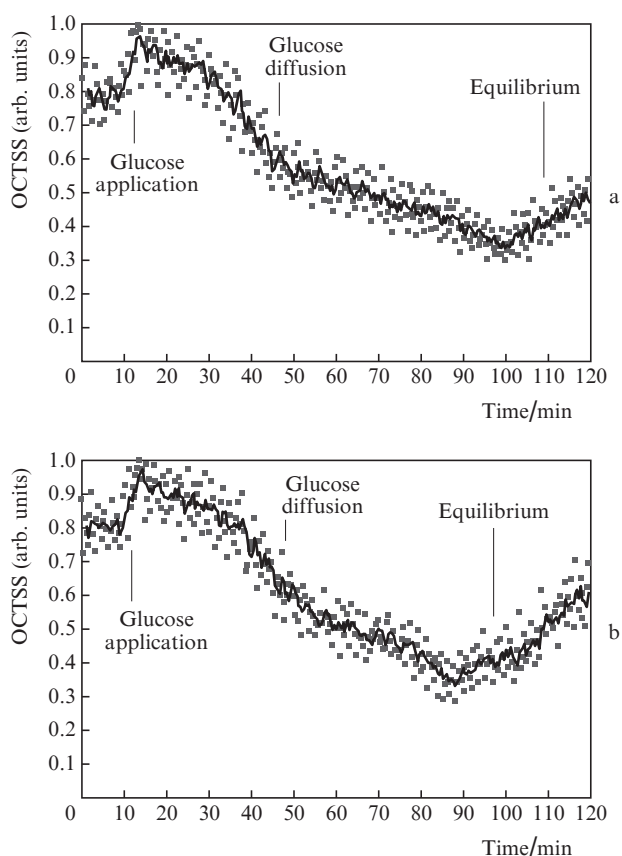 OCTSS (arb. units)
1.0
0.9
0.8
0.7
0.6
0.5
0.4
0.3
0.2
0.1
Glucose
application
Glucose
diffusion
Equilibrium
a
0 10 20 30 40 50 60 70 80 90 100 110 120
Time/min
OCTSS (arb. units)
1.0
0.9
0.8
0.7
0.6
0.5
0.4
0.3
0.2
0.1
Glucose
application
Glucose
diffusion
Equilibrium
b
0 10 20 30 40 50 60 70 80 90 100 110 120
Time/min